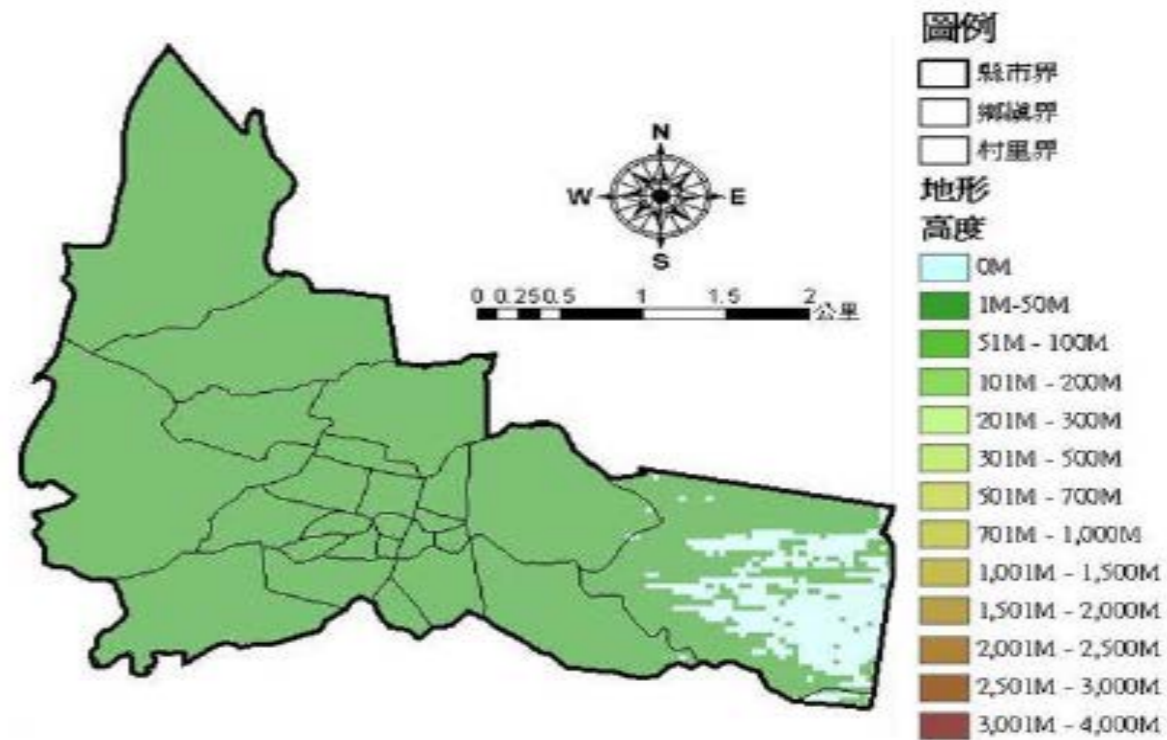 圖例
縣市界
鄉鎮界
村里界
地形
高度
0M
1M-50M
51M - 100M
101M - 200M
201M - 300M
301M - 500M
501M - 700M
701M - 1,000M
1,001M - 1,500M
1,501M - 2,000M
2,001M - 2,500M
2,501M - 3,000M
3,001M - 4,000M
N
W E
S
0 0.25 0.5 1 1.5 2 公里